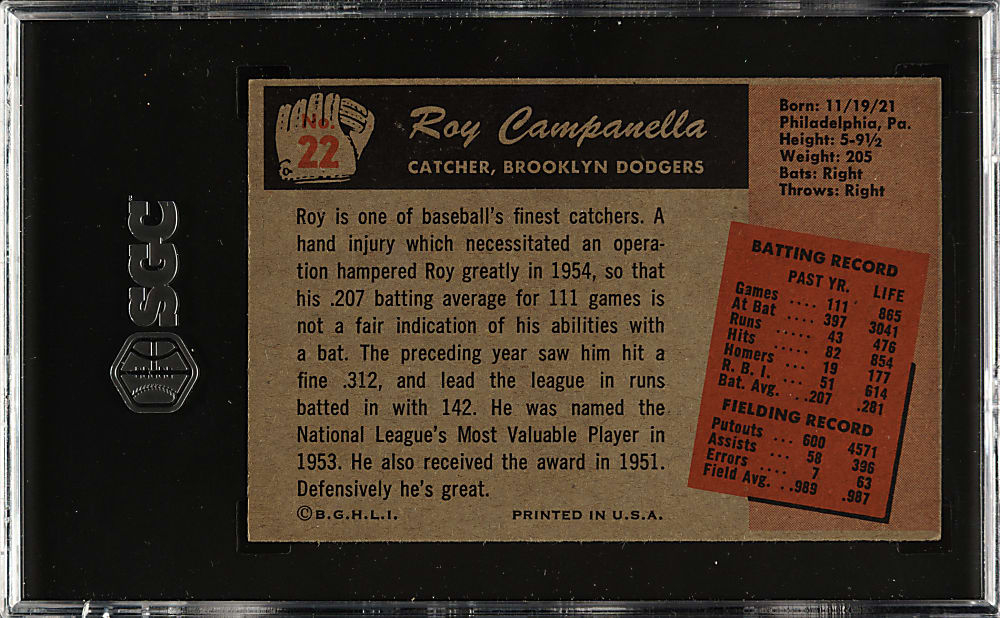 SGC
No. 22
Roy Campanella
CATCHER, BROOKLYN DODGERS
Born: 11/19/21
Philadelphia, Pa.
Height: 5-9½
Weight: 205
Bats: Right
Throws: Right
Roy is one of baseball's finest catchers. A
hand injury which necessitated an opera-
tion hampered Roy greatly in 1954, so that
his .207 batting average for 111 games is
not a fair indication of his abilities with
a bat. The preceding year saw him hit a
fine .312, and lead the league in runs
batted in with 142. He was named the
National League's Most Valuable Player in
1953. He also received the award in 1951.
Defensively he's great.
©B.G.H.L.I. PRINTED IN U.S.A.
BATTING RECORD
PAST YR. LIFE
Games .... 111 865
At Bat .... 397 3041
Runs ..... 43 476
Hits ..... 82 854
Homers ... 19 177
R. B. I. ... 51 614
Bat. Avg. . .207 .281
FIELDING RECORD
Putouts ... 600 4571
Assists ... 58 396
Errors .... 7 63
Field Avg. . .989 .987